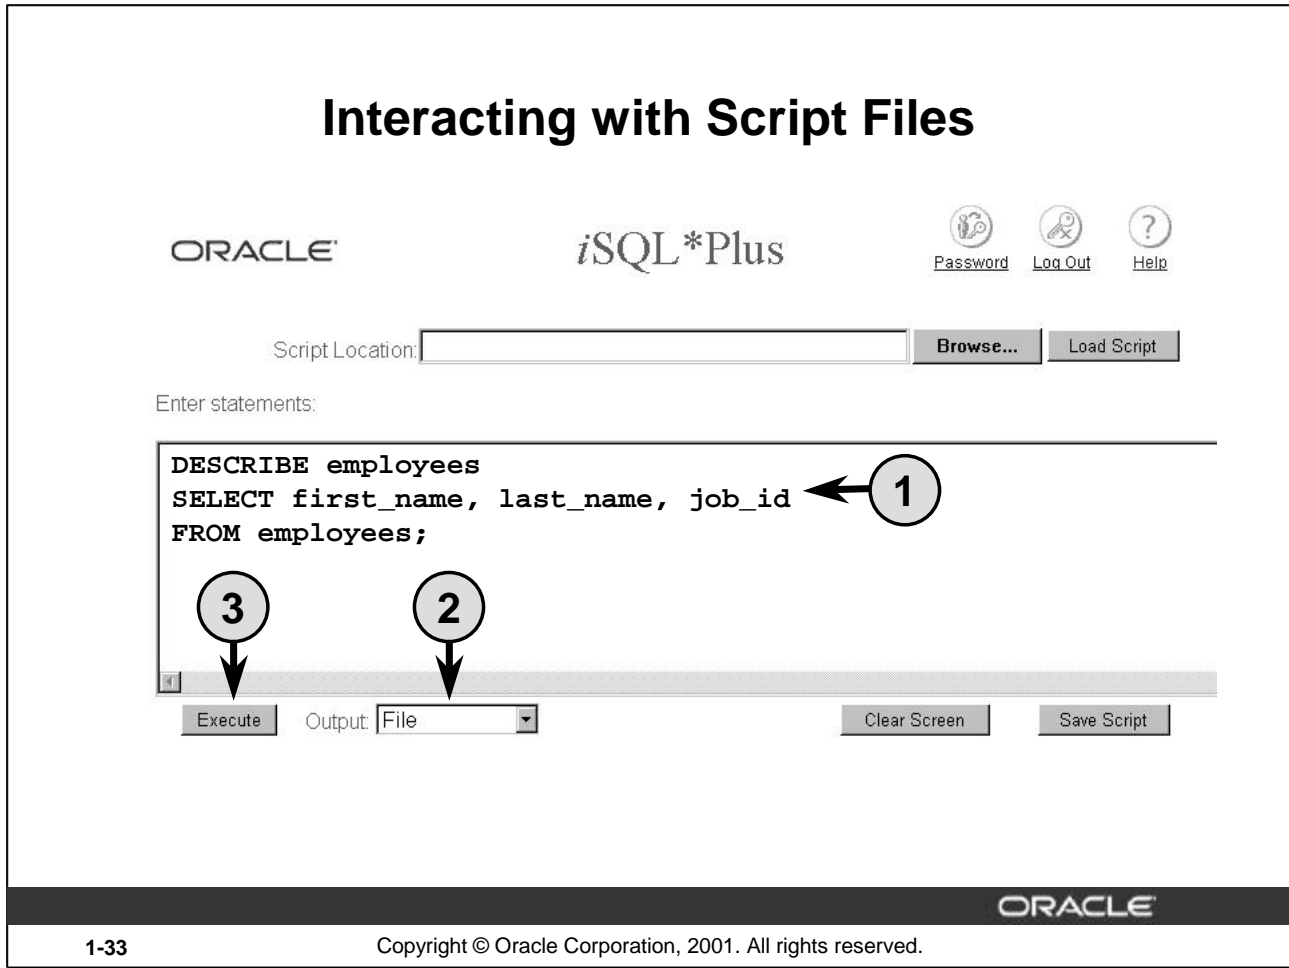 Interacting with Script Files
ORACLE
iSQL*Plus
Password Log Out Help
Script Location: Browse... Load Script
Enter statements:
DESCRIBE employees
SELECT first_name, last_name, job_id 1
FROM employees;
3 2
Execute Output: File Clear Screen Save Script
ORACLE
1-33 Copyright © Oracle Corporation, 2001. All rights reserved.